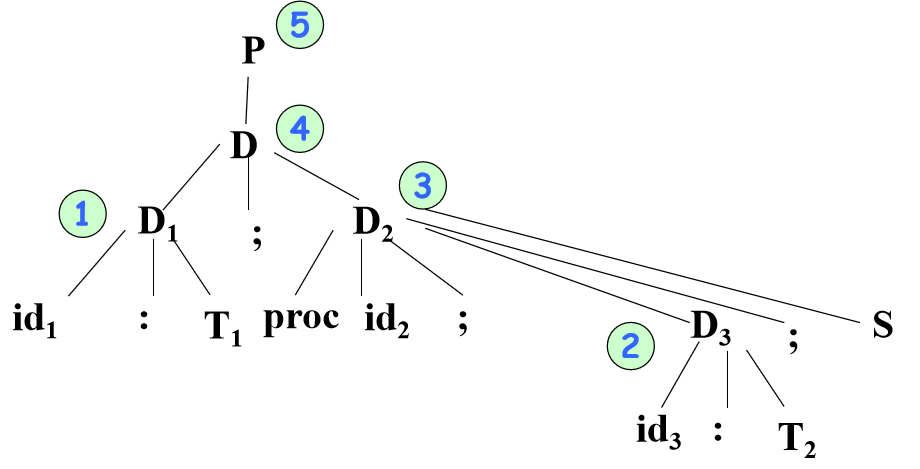 5
P
4
D
3
1
D₁ ; D₂
id₁ : T₁ proc id₂ ; D₃ ; S
2
id₃ : T₂